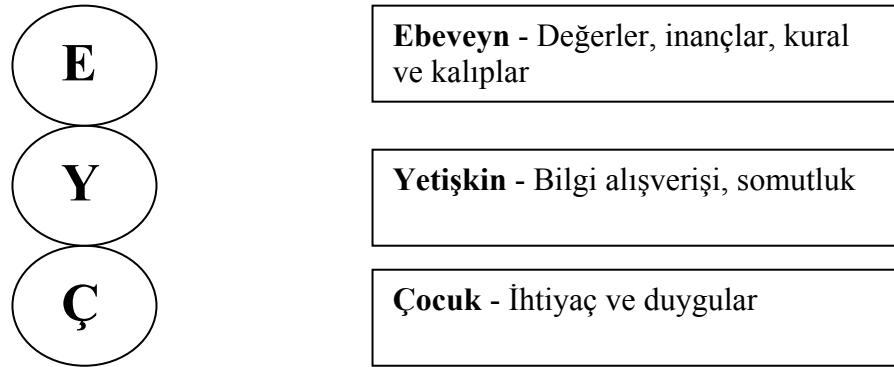 E
Ebeveyn - Değerler, inançlar, kural
ve kalıplar
Y
Yetişkin - Bilgi alışverişi, somutluk
Ç
Çocuk - İhtiyaç ve duygular